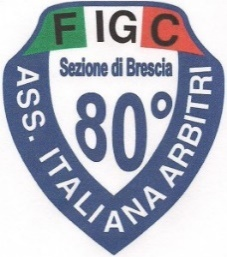 FIGC
Sezione di Brescia
80°
ASS. ITALIANA ARBITRI